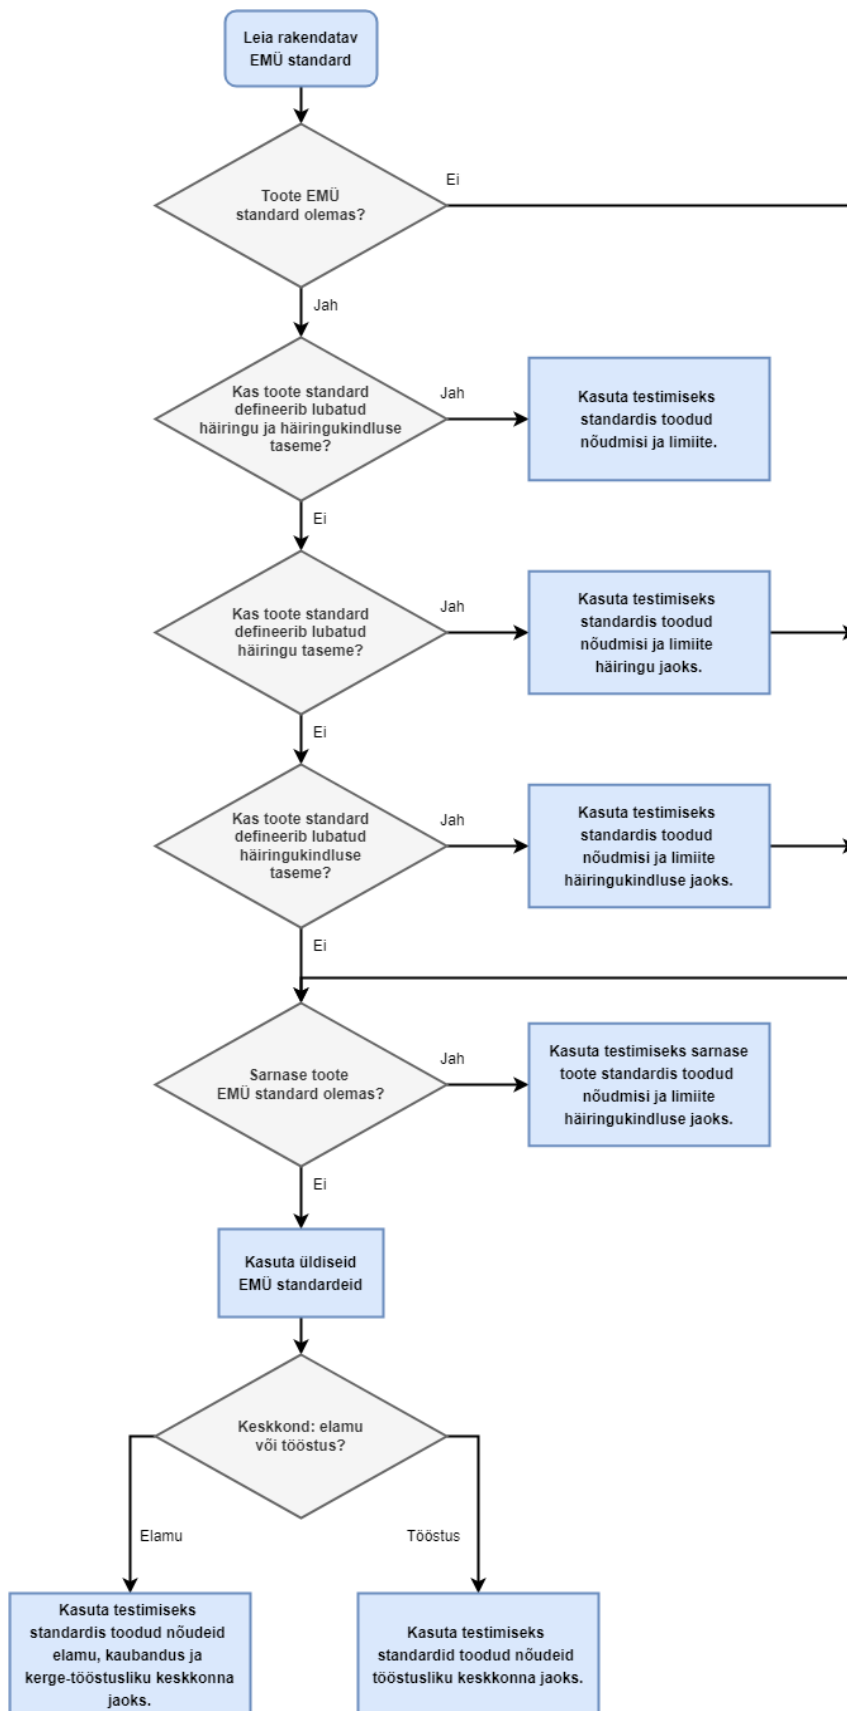 Leia rakendatav
EMÜ standard
Toote EMÜ
standard olemas?
Ei
Jah
Kas toote standard
defineerib lubatud
häiringu ja häiringukindluse
taseme?
Jah
Kasuta testimiseks
standardis toodud
nõudmisi ja limiite.
Ei
Kas toote standard
defineerib lubatud
häiringu taseme?
Jah
Kasuta testimiseks
standardis toodud
nõudmisi ja limiite
häiringu jaoks.
Ei
Kas toote standard
defineerib lubatud
häiringukindluse
taseme?
Jah
Kasuta testimiseks
standardis toodud
nõudmisi ja limiite
häiringukindluse jaoks.
Ei
Sarnase toote
EMÜ standard olemas?
Jah
Kasuta testimiseks sarnase
toote standardis toodud
nõudmisi ja limiite
häiringukindluse jaoks.
Ei
Kasuta üldiseid
EMÜ standardeid
Keskkond: elamu
või tööstus?
Elamu
Tööstus
Kasuta testimiseks
standardis toodud nõudeid
elamu, kaubandus ja
kerge-tööstusliku keskkonna
jaoks.
Kasuta testimiseks
standardid toodud nõudeid
tööstusliku keskkonna jaoks.